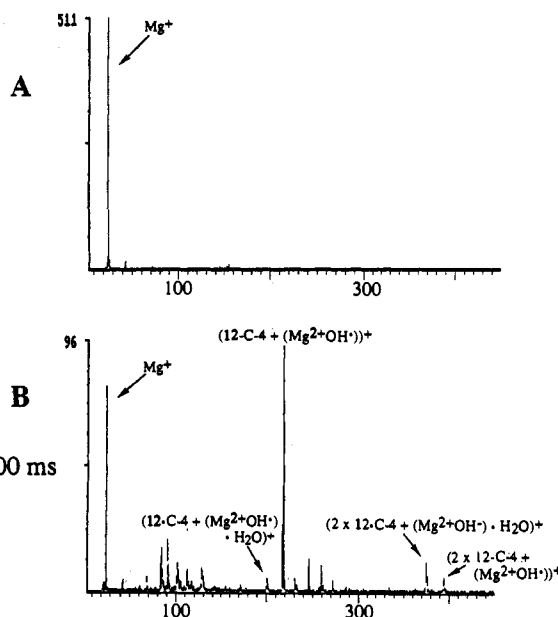 511
Mg⁺
A
100
300
96
(12-C-4 + (Mg²⁺OH⁻))⁺
Mg⁺
B
00 ms
(12-C-4 + (Mg²⁺OH⁻)
· H₂O)⁺
(2 x 12-C-4 + (Mg²⁺OH⁻) · H₂O)⁺
(2 x 12-C-4 +
(Mg²⁺OH⁻))⁺
100
300